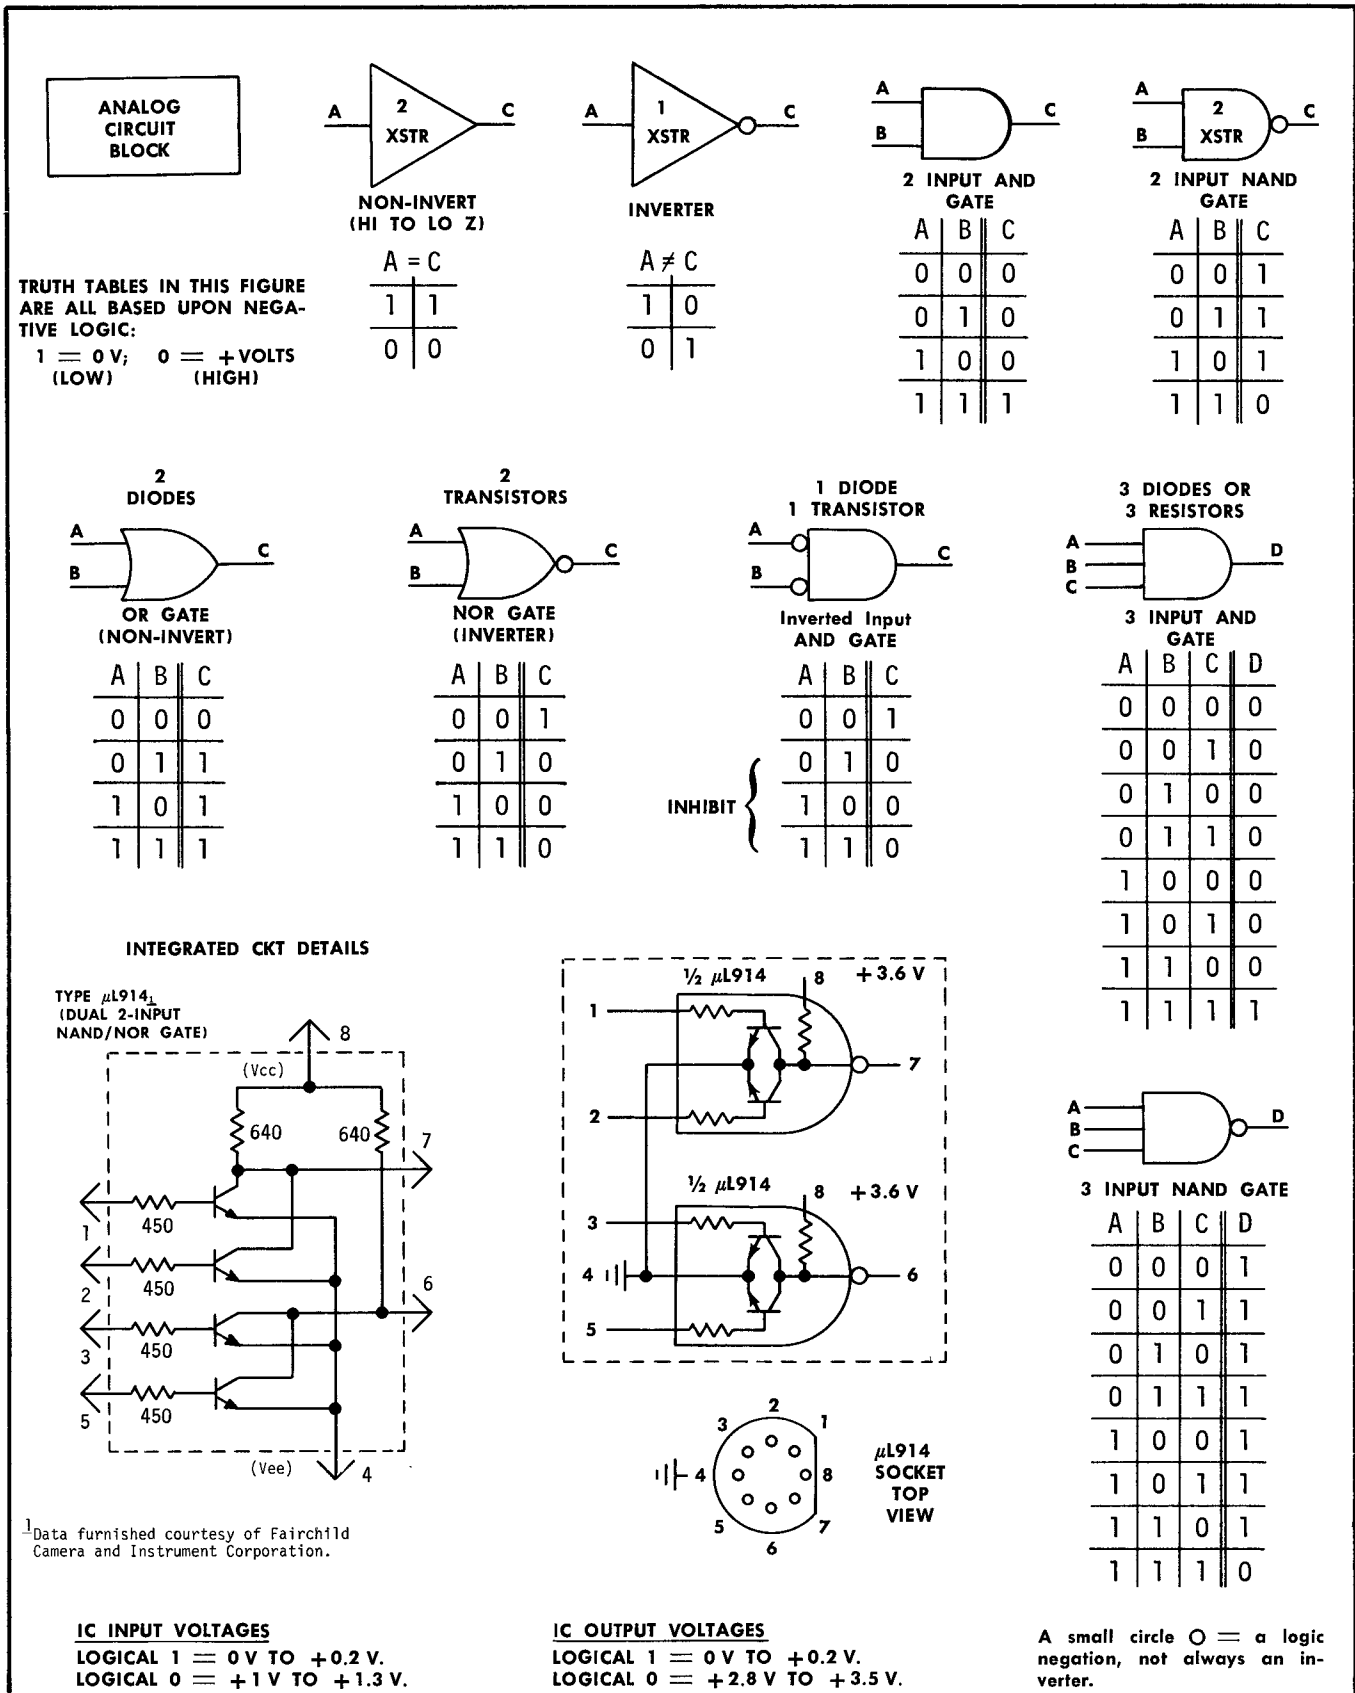 ANALOG
CIRCUIT
BLOCK
A
2
XSTR
C
NON-INVERT
(HI TO LO Z)
A = C
1 1
0 0
A
1
XSTR
C
INVERTER
A ≠ C
1 0
0 1
A
B
C
2 INPUT AND
GATE
A B C
0 0 0
0 1 0
1 0 0
1 1 1
A
B
2
XSTR
C
2 INPUT NAND
GATE
A B C
0 0 1
0 1 1
1 0 1
1 1 0
TRUTH TABLES IN THIS FIGURE
ARE ALL BASED UPON NEGA-
TIVE LOGIC:
1 = 0 V; 0 = + VOLTS
(LOW) (HIGH)
2
DIODES
A
B
C
OR GATE
(NON-INVERT)
A B C
0 0 0
0 1 1
1 0 1
1 1 1
2
TRANSISTORS
A
B
C
NOR GATE
(INVERTER)
A B C
0 0 1
0 1 0
1 0 0
1 1 0
1 DIODE
1 TRANSISTOR
A
B
C
Inverted Input
AND GATE
A B C
0 0 1
0 1 0
1 0 0
1 1 0
INHIBIT
3 DIODES OR
3 RESISTORS
A
B
C
D
3 INPUT AND
GATE
A B C D
0 0 0 0
0 0 1 0
0 1 0 0
0 1 1 0
1 0 0 0
1 0 1 0
1 1 0 0
1 1 1 1
INTEGRATED CKT DETAILS
TYPE μL914 1
(DUAL 2-INPUT
NAND/NOR GATE)
8
(Vcc)
640
640
7
1
450
2
450
6
3
450
5
450
(Vee)
4
1 Data furnished courtesy of Fairchild
Camera and Instrument Corporation.
½ μL914
8
+ 3.6 V
1
7
2
½ μL914
8
+ 3.6 V
3
4
6
5
2
3
1
4
8
5
7
6
μL914
SOCKET
TOP
VIEW
A
B
C
D
3 INPUT NAND GATE
A B C D
0 0 0 1
0 0 1 1
0 1 0 1
0 1 1 1
1 0 0 1
1 0 1 1
1 1 0 1
1 1 1 0
IC INPUT VOLTAGES
LOGICAL 1 = 0 V TO +0.2 V.
LOGICAL 0 = +1 V TO +1.3 V.
IC OUTPUT VOLTAGES
LOGICAL 1 = 0 V TO +0.2 V.
LOGICAL 0 = +2.8 V TO +3.5 V.
A small circle O = a logic
negation, not always an in-
verter.